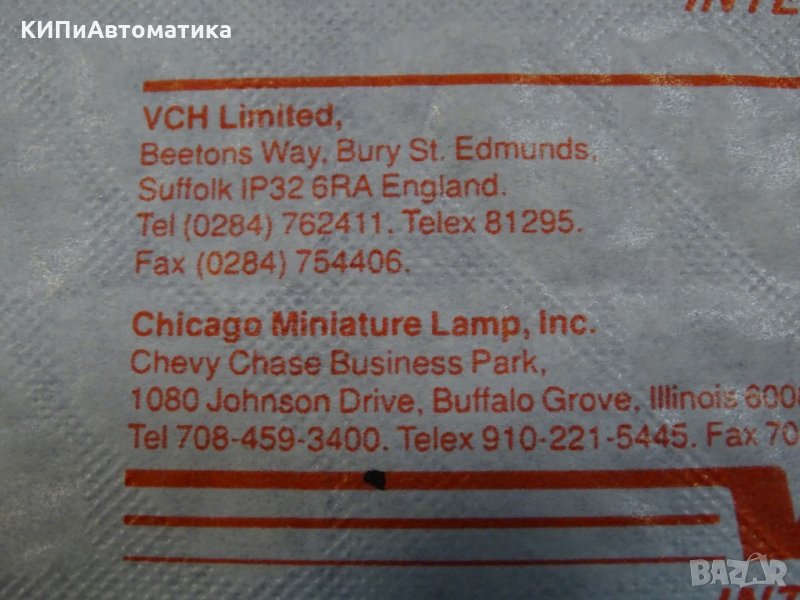 КИПиАвтоматика
VCH Limited,
Beetons Way, Bury St. Edmunds,
Suffolk IP32 6RA England.
Tel (0284) 762411. Telex 81295.
Fax (0284) 754406.
Chicago Miniature Lamp, Inc.
Chevy Chase Business Park,
1080 Johnson Drive, Buffalo Grove, Illinois
Tel 708-459-3400. Telex 910-221-5445. Fax
BAZAR